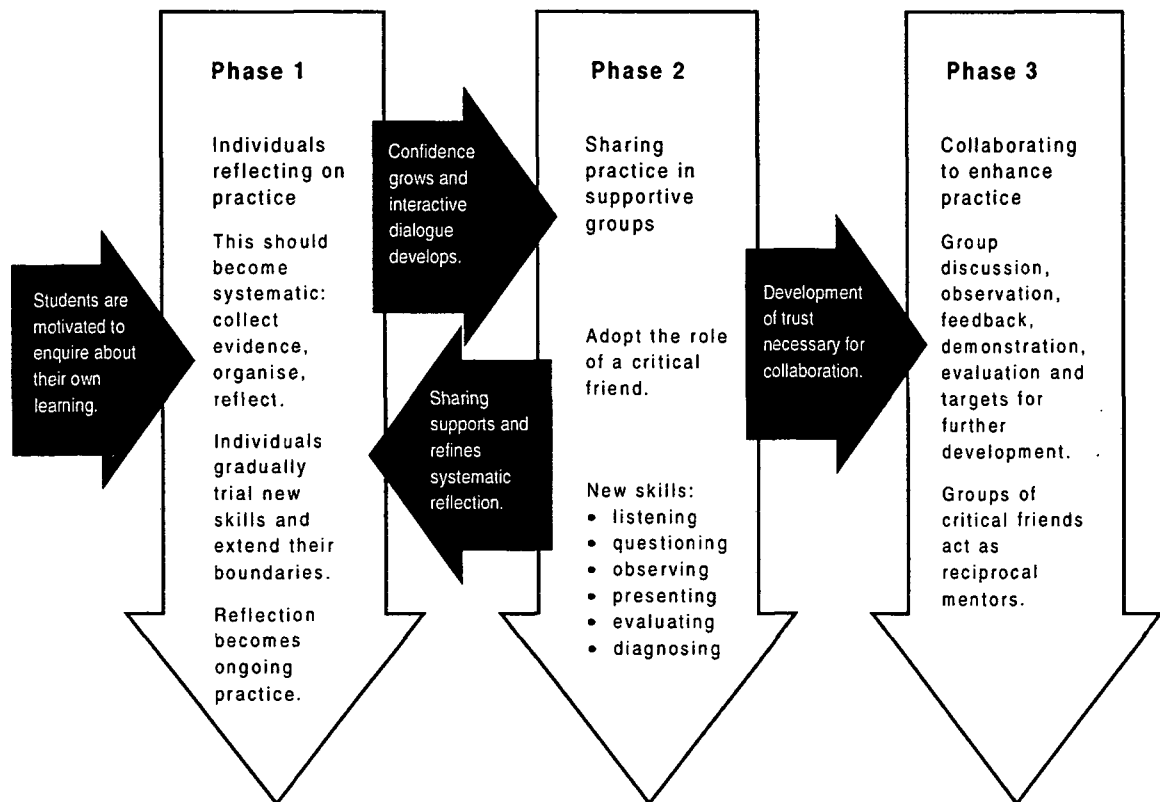 Phase 1
Individuals
reflecting on
practice
This should
become
systematic:
collect
evidence,
organise,
reflect.
Individuals
gradually
trial new
skills and
extend their
boundaries.
Reflection
becomes
ongoing
practice.
Students are
motivated to
enquire about
their own
learning.
Confidence
grows and
interactive
dialogue
develops.
Sharing
supports and
refines
systematic
reflection.
Phase 2
Sharing
practice in
supportive
groups
Adopt the role
of a critical
friend.
New skills:
• listening
• questioning
• observing
• presenting
• evaluating
• diagnosing
Development
of trust
necessary for
collaboration.
Phase 3
Collaborating
to enhance
practice
Group
discussion,
observation,
feedback,
demonstration,
evaluation and
targets for
further
development.
Groups of
critical friends
act as
reciprocal
mentors.